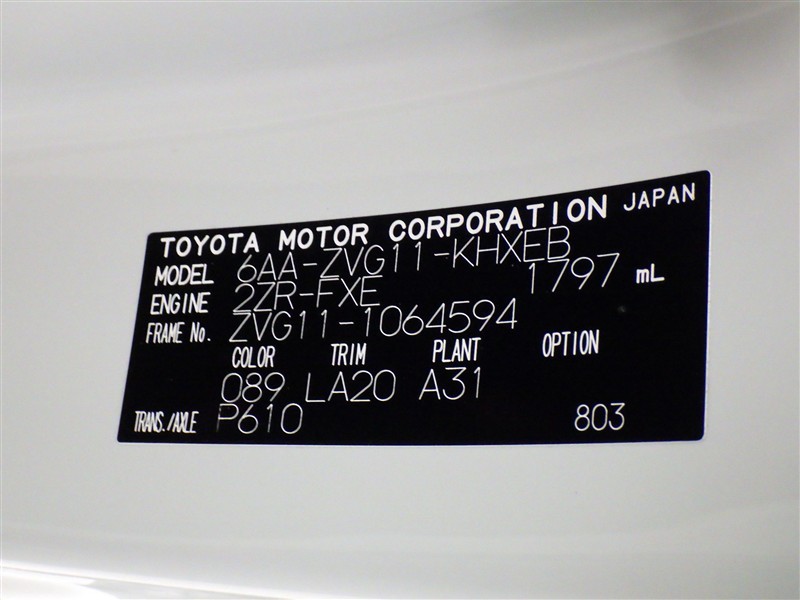 TOYOTA MOTOR CORPORATION JAPAN
MODEL 6AA-ZVG11-KHXEB
ENGINE 2ZR-FXE 1797 mL
FRAME No. ZVG11-1064594
COLOR TRIM PLANT OPTION
089 LA20 A31
TRANS./AXLE P610 803